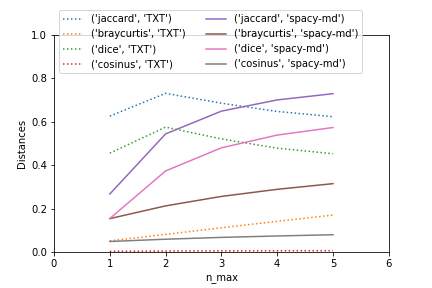 ('jaccard', 'TXT') ('jaccard', 'spacy-md')
('braycurtis', 'TXT') ('braycurtis', 'spacy-md')
('dice', 'TXT') ('dice', 'spacy-md')
('cosinus', 'TXT') ('cosinus', 'spacy-md')
1.0
0.8
0.6
0.4
0.2
0.0
Distances
0 1 2 3 4 5 6
n_max